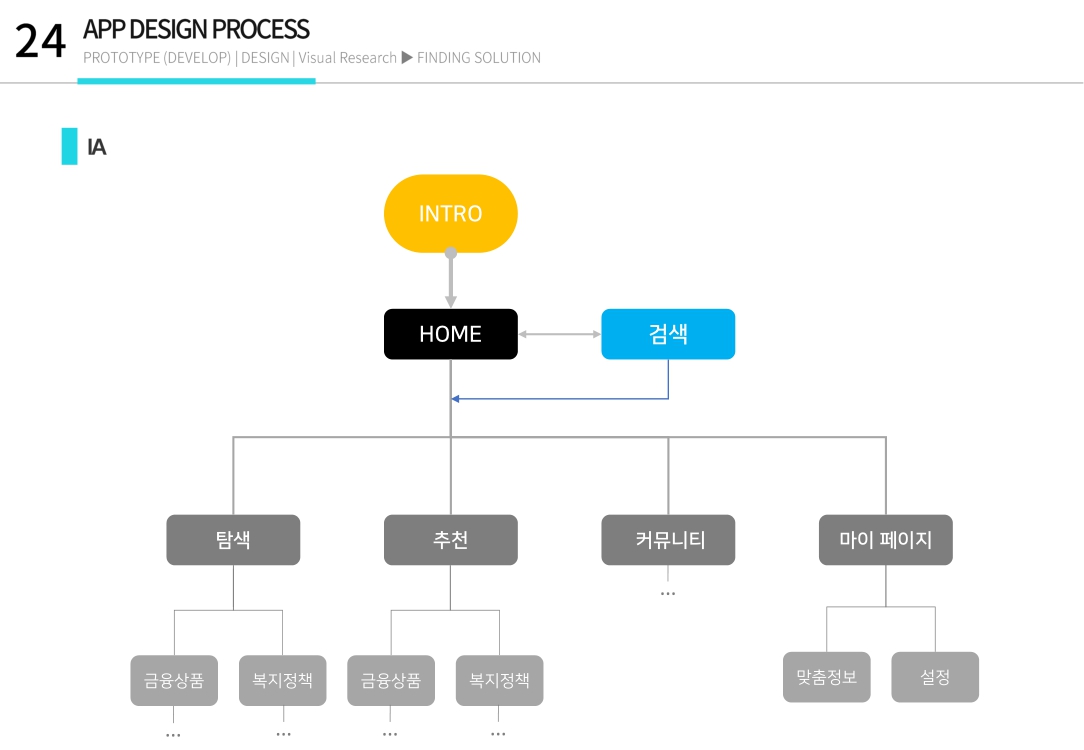 24
APP DESIGN PROCESS
PROTOTYPE (DEVELOP) | DESIGN | Visual Research ▶ FINDING SOLUTION
IA
INTRO
HOME
검색
탐색
추천
커뮤니티
마이 페이지
...
금융상품
복지정책
금융상품
복지정책
맞춤정보
설정
...
...
...
...